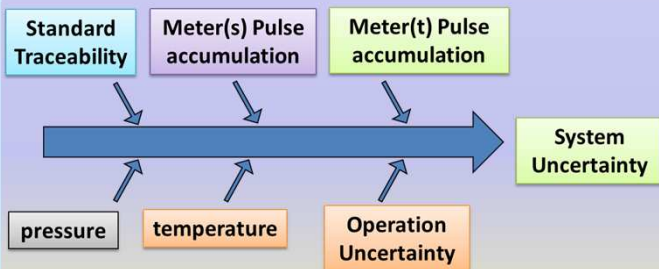 Standard
Traceability
Meter(s) Pulse
accumulation
Meter(t) Pulse
accumulation
System
Uncertainty
pressure
temperature
Operation
Uncertainty